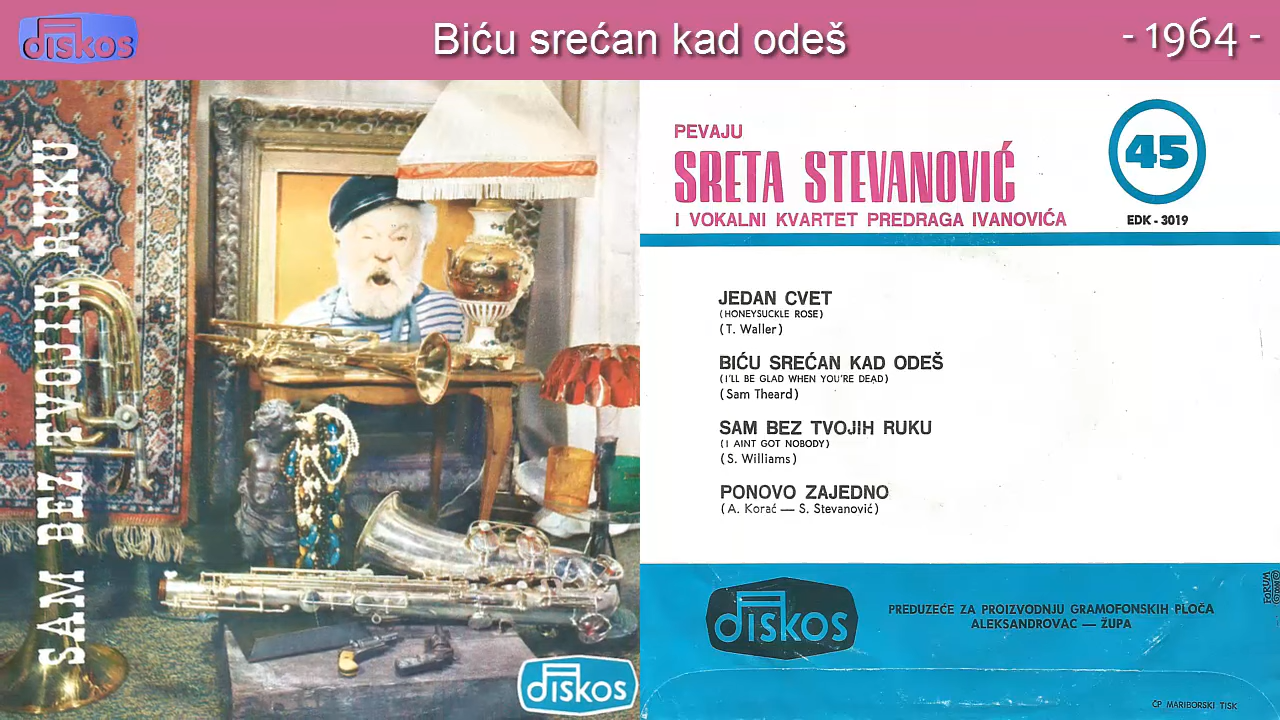 diskos
Biću srećan kad odeš
- 1964 -
SAM BEZ TVOJIH RUKU
diskos
PEVAJU
SRETA STEVANOVIĆ
I VOKALNI KVARTET PREDRAGA IVANOVIĆA
45
EDK - 3019
JEDAN CVET
(HONEYSUCKLE ROSE)
(T. Waller)
BIĆU SREĆAN KAD ODEŠ
(I'LL BE GLAD WHEN YOU'RE DEAD)
(Sam Theard)
SAM BEZ TVOJIH RUKU
(I AINT GOT NOBODY)
(S. Williams)
PONOVO ZAJEDNO
(A. Korać — S. Stevanović)
diskos
PREDUZEĆE ZA PROIZVODNJU GRAMOFONSKIH PLOČA
ALEKSANDROVAC — ŽUPA
ČP MARIBORSKI TISK